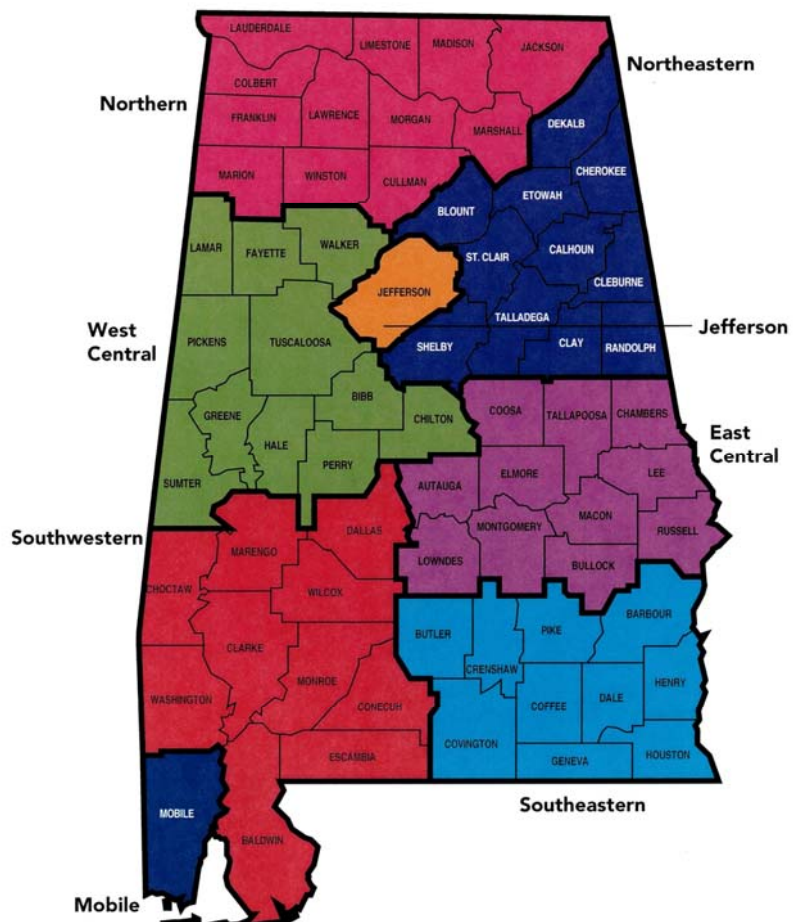 LAUDERDALE
LIMESTONE
MADISON
JACKSON
Northeastern
COLBERT
Northern
FRANKLIN
LAWRENCE
MORGAN
MARSHALL
DEKALB
MARION
WINSTON
CULLMAN
CHEROKEE
ETOWAH
BLOUNT
LAMAR
FAYETTE
WALKER
ST. CLAIR
CALHOUN
CLEBURNE
JEFFERSON
TALLADEGA
Jefferson
West
Central
PICKENS
TUSCALOOSA
SHELBY
CLAY
RANDOLPH
BIBB
GREENE
CHILTON
COOSA
TALLAPOOSA
CHAMBERS
East
Central
HALE
PERRY
SUMTER
AUTAUGA
ELMORE
LEE
Southwestern
MARENGO
DALLAS
MONTGOMERY
MACON
RUSSELL
LOWNDES
BULLOCK
CHOCTAW
WILCOX
BUTLER
PIKE
BARBOUR
CLARKE
CRENSHAW
WASHINGTON
MONROE
CONECUH
COFFEE
DALE
HENRY
COVINGTON
ESCAMBIA
GENEVA
HOUSTON
Southeastern
MOBILE
BALDWIN
Mobile